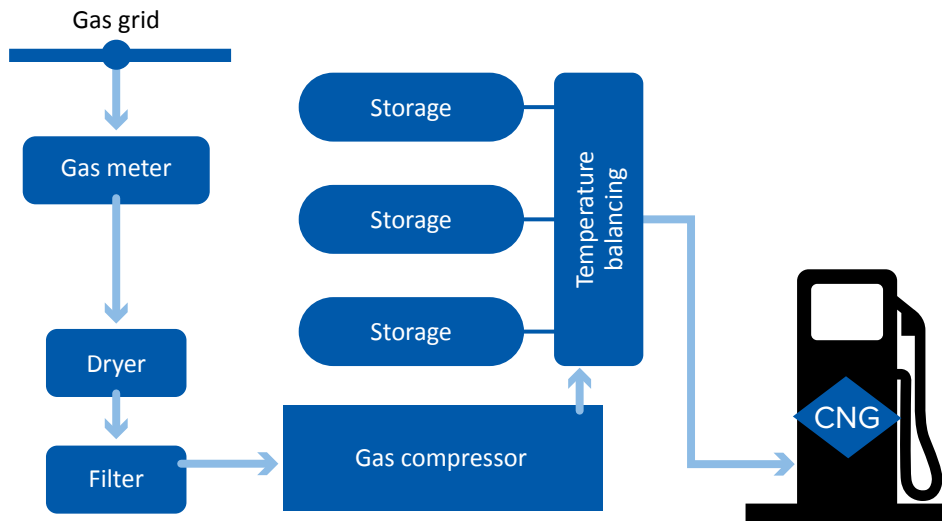 Gas grid
Gas meter
Dryer
Filter
Gas compressor
Storage
Storage
Storage
Temperature
balancing
CNG